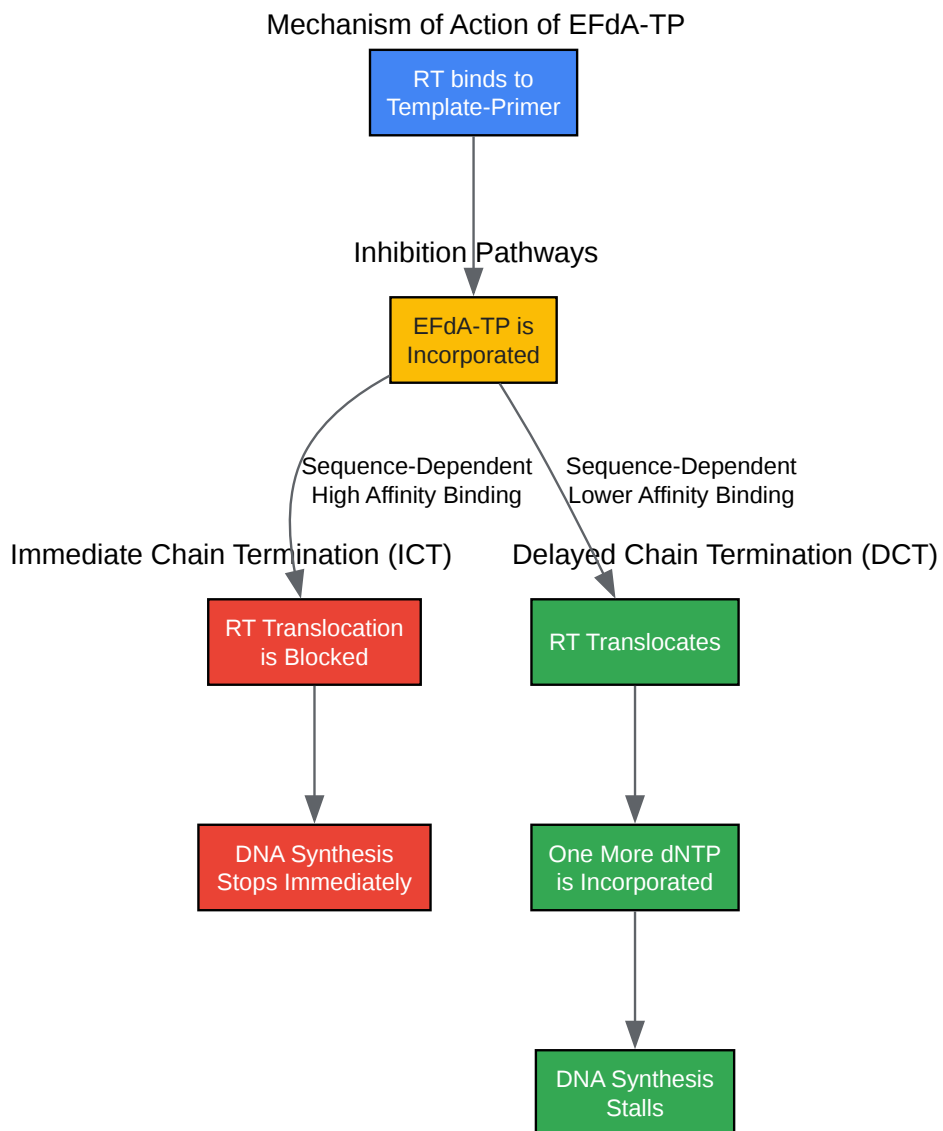 Mechanism of Action of EFdA-TP
RT binds to
Template-Primer
Inhibition Pathways
EFdA-TP is
Incorporated
Sequence-Dependent
High Affinity Binding
Sequence-Dependent
Lower Affinity Binding
Immediate Chain Termination (ICT)
Delayed Chain Termination (DCT)
RT Translocation
is Blocked
RT Translocates
DNA Synthesis
Stops Immediately
One More dNTP
is Incorporated
DNA Synthesis
Stalls